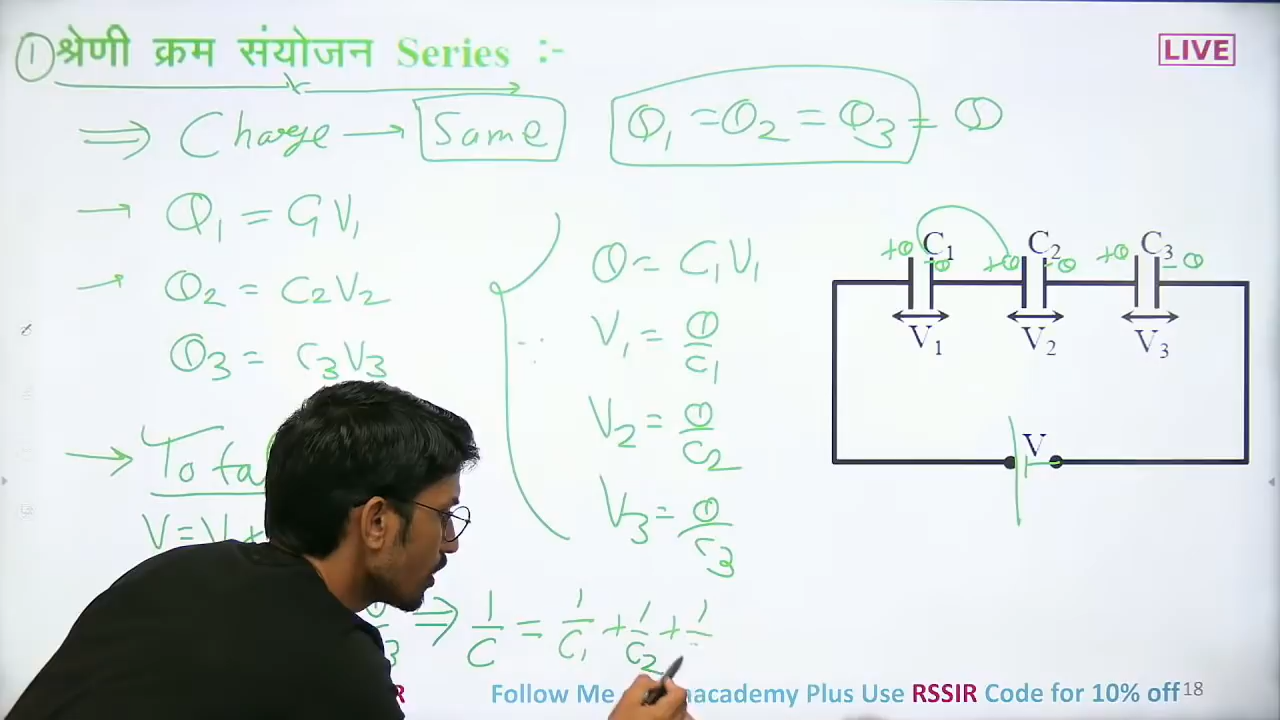 1 श्रेणी क्रम संयोजन Series :-
LIVE
⇒ Charge → Same
Q1 = Q2 = Q3 = Q
→ Q1 = C1V1
→ Q2 = C2V2
Q3 = C3V3
→ Tota
V = V
Q = C1V1
V1 = Q/C1
V2 = Q/C2
V3 = Q/C3
⇒ 1/C = 1/C1 + 1/C2 + 1/
+Q C1 -Q +Q C2 -Q +Q C3 -Q
V1 V2 V3
V
Follow Me Plus Use RSSIR Code for 10% off 18